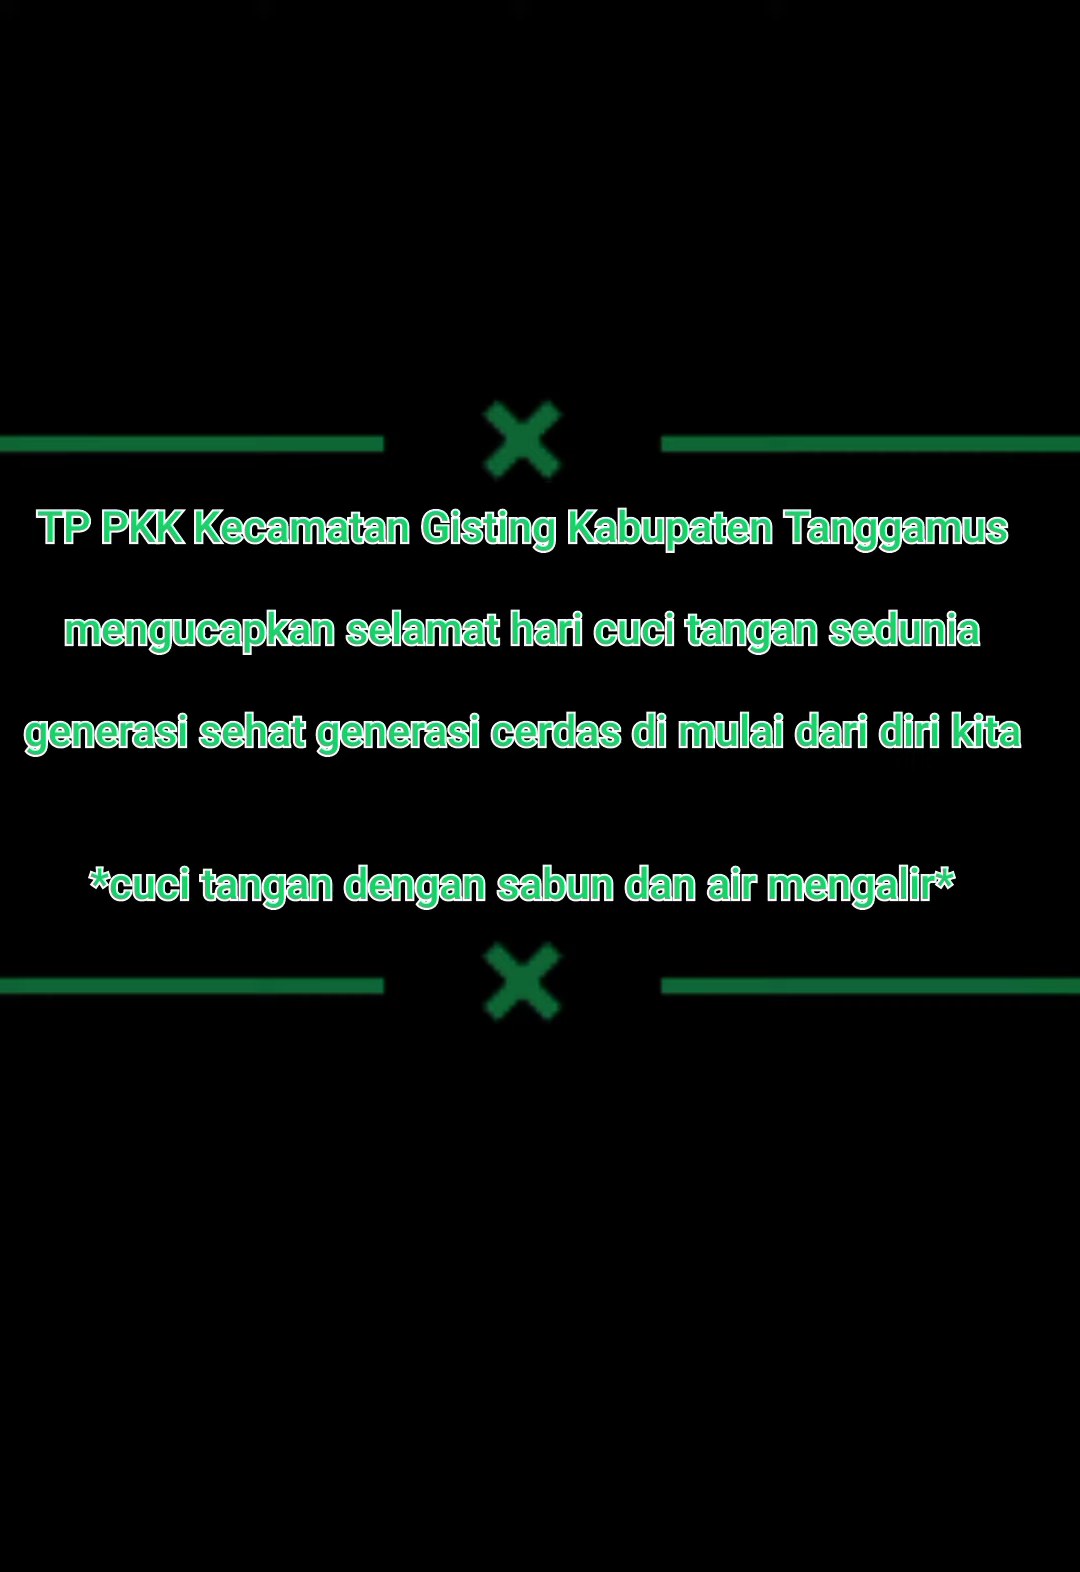 TP PKK Kecamatan Gisting Kabupaten Tanggamus
mengucapkan selamat hari cuci tangan sedunia
generasi sehat generasi cerdas di mulai dari diri kita
*cuci tangan dengan sabun dan air mengalir*